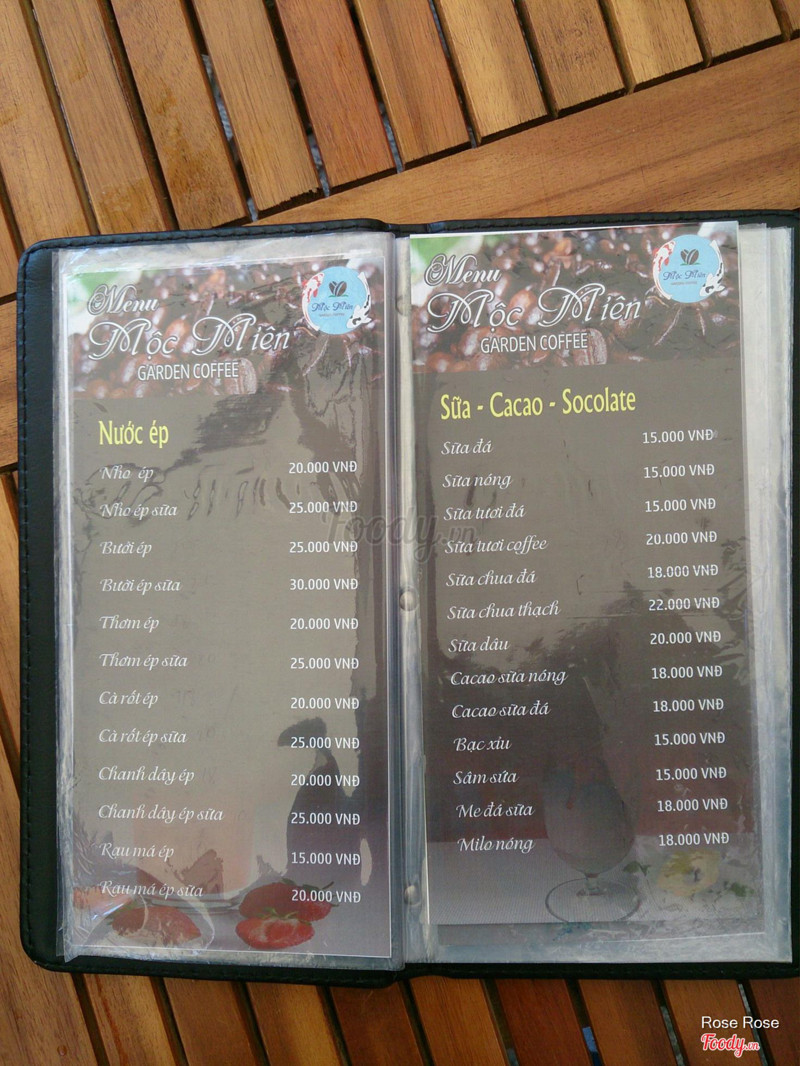 Menu
Mộc Miên
GARDEN COFFEE
Mộc Miên
Nước ép
Nho ép 20.000 VNĐ
Nho ép sữa 25.000 VNĐ
Bưởi ép 25.000 VNĐ
Bưởi ép sữa 30.000 VNĐ
Thơm ép 20.000 VNĐ
Thơm ép sữa 25.000 VNĐ
Cà rốt ép 20.000 VNĐ
Cà rốt ép sữa 25.000 VNĐ
Chanh dây ép 20.000 VNĐ
Chanh dây ép sữa 25.000 VNĐ
Rau má ép 15.000 VNĐ
Rau má ép sữa 20.000 VNĐ
Menu
Mộc Miên
GARDEN COFFEE
Mộc Miên
Sữa - Cacao - Socolate
Sữa đá 15.000 VNĐ
Sữa nóng 15.000 VNĐ
Sữa tươi đá 15.000 VNĐ
Sữa tươi coffee 20.000 VNĐ
Sữa chua đá 18.000 VNĐ
Sữa chua thạch 22.000 VNĐ
Sữa dâu 20.000 VNĐ
Cacao sữa nóng 18.000 VNĐ
Cacao sữa đá 18.000 VNĐ
Bạc xỉu 15.000 VNĐ
Sâm sứa 15.000 VNĐ
Me đá sữa 18.000 VNĐ
Milo nóng 18.000 VNĐ
Foody.vn
Rose Rose
Foody.vn